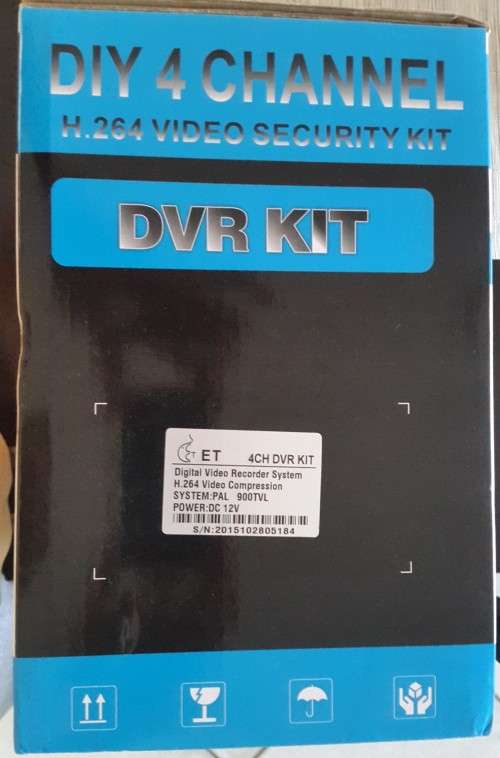 DIY 4 CHANNEL
H.264 VIDEO SECURITY KIT
DVR KIT
ET 4CH DVR KIT
Digital Video Recorder System
H.264 Video Compression
SYSTEM:PAL 900TVL
POWER:DC 12V
S/N:2015102805184